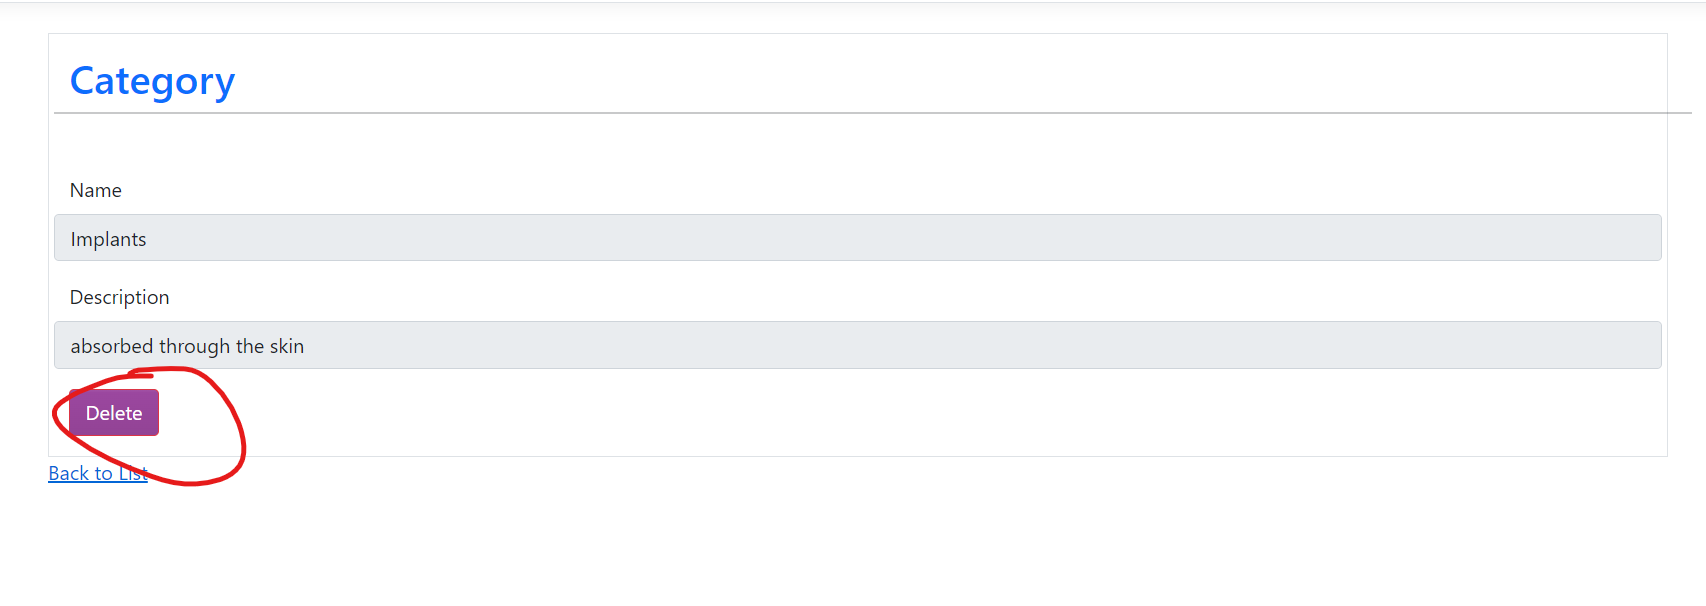 Category
Name
Implants
Description
absorbed through the skin
Delete
Back to List